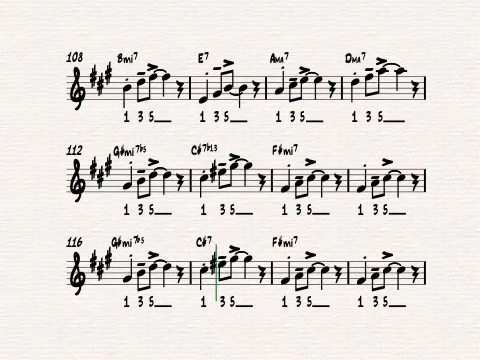 108 Bmi7 E7 AMA7 DMA7
1 3 5 1 3 5 1 3 5 1 3 5
112 G#mi7b5 C#7b13 F#mi7
1 3 5 1 3 5 1 3 5 1 3 5
116 G#mi7b5 C#7 F#mi7
1 3 5 1 3 5 1 3 5 1 3 5